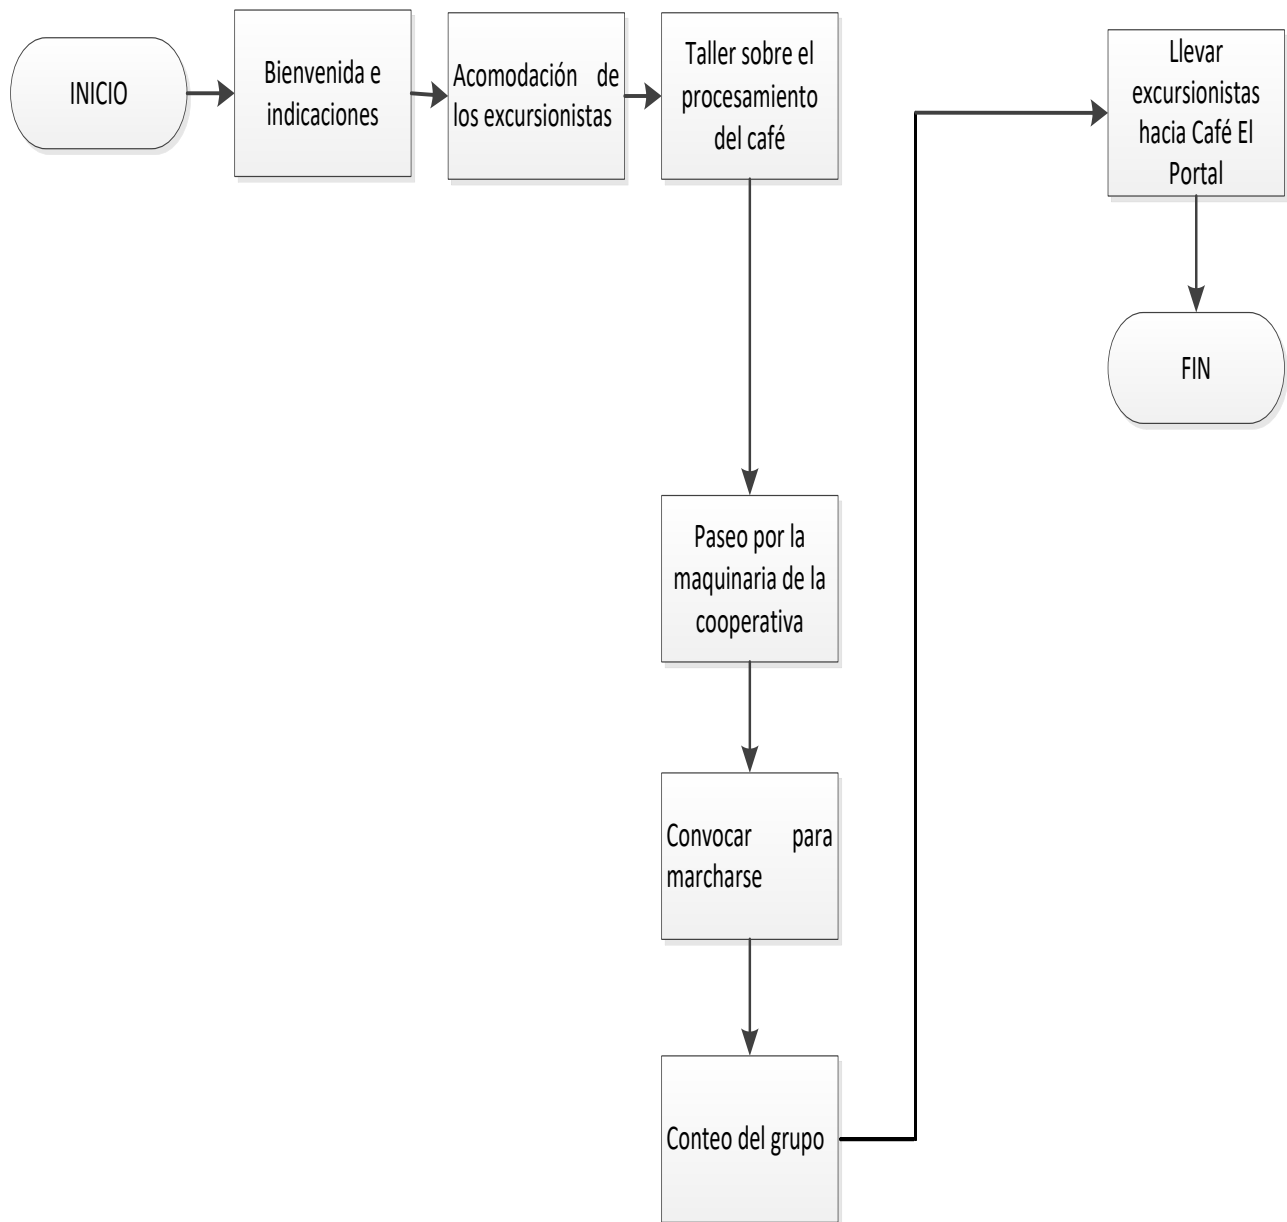 INICIO
Bienvenida e
indicaciones
Acomodación de
los excursionistas
Taller sobre el
procesamiento
del café
Paseo por la
maquinaria de la
cooperativa
Convocar para
marcharse
Conteo del grupo
Llevar
excursionistas
hacia Café El
Portal
FIN